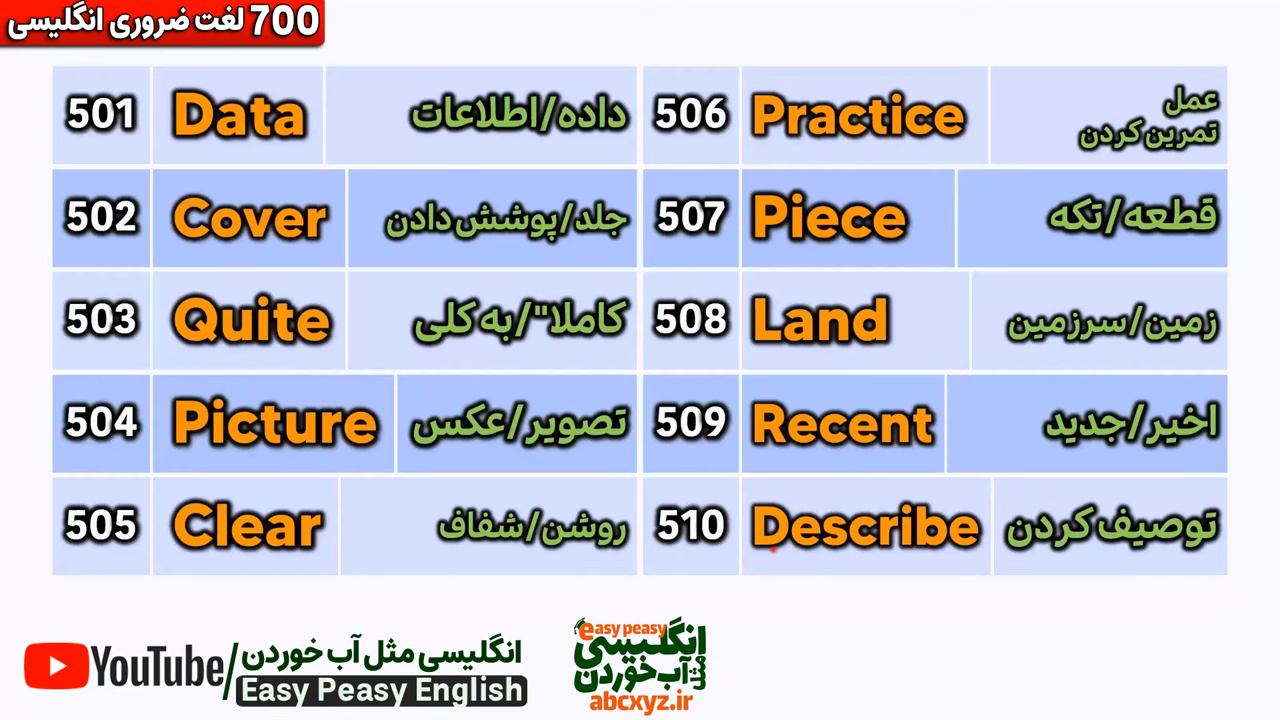 700 لغت ضروری انگلیسی
501 Data داده/اطلاعات
502 Cover جلد/پوشش دادن
503 Quite کاملا"/به کلی
504 Picture تصویر/عکس
505 Clear روشن/شفاف
506 Practice عمل
تمرین کردن
507 Piece قطعه/تکه
508 Land زمین/سرزمین
509 Recent اخیر/جدید
510 Describe توصیف کردن
YouTube/انگلیسی مثل آب خوردن
Easy Peasy English
easy peasy
انگلیسی
مثل آب خوردن
abcxyz.ir